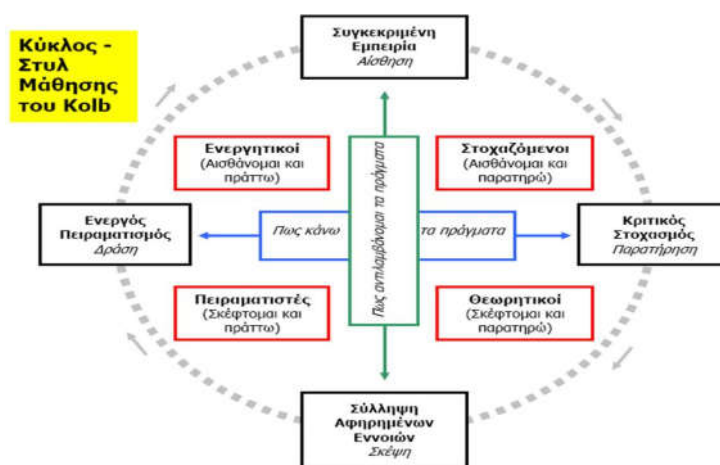 Κύκλος -
Στυλ
Μάθησης
του Kolb
Συγκεκριμένη
Εμπειρία
Αίσθηση
Ενεργητικοί
(Αισθάνομαι και
πράττω)
Στοχαζόμενοι
(Αισθάνομαι και
παρατηρώ)
Ενεργός
Πειραματισμός
Δράση
Πως κάνω
τα πράγματα
Πως αντιλαμβάνομαι τα πράγματα
Κριτικός
Στοχασμός
Παρατήρηση
Πειραματιστές
(Σκέφτομαι και
πράττω)
Θεωρητικοί
(Σκέφτομαι και
παρατηρώ)
Σύλληψη
Αφηρημένων
Εννοιών
Σκέψη